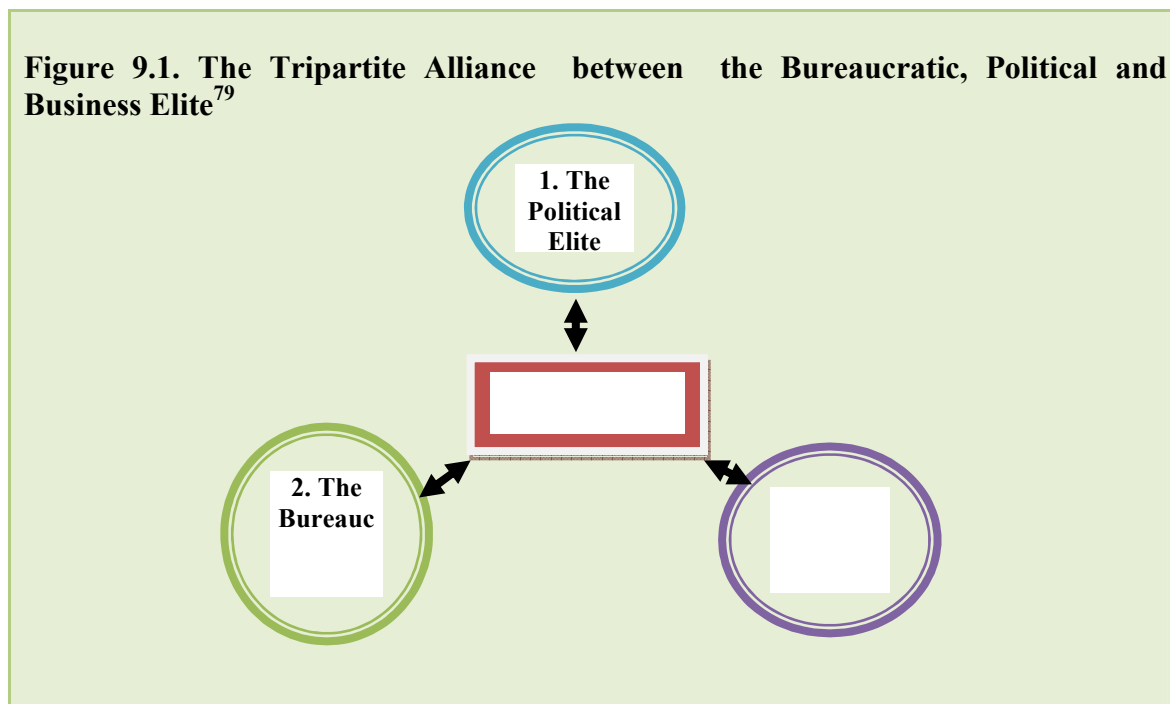 Figure 9.1. The Tripartite Alliance between the Bureaucratic, Political and
Business Elite79
1. The
Political
Elite
2. The
Bureauc